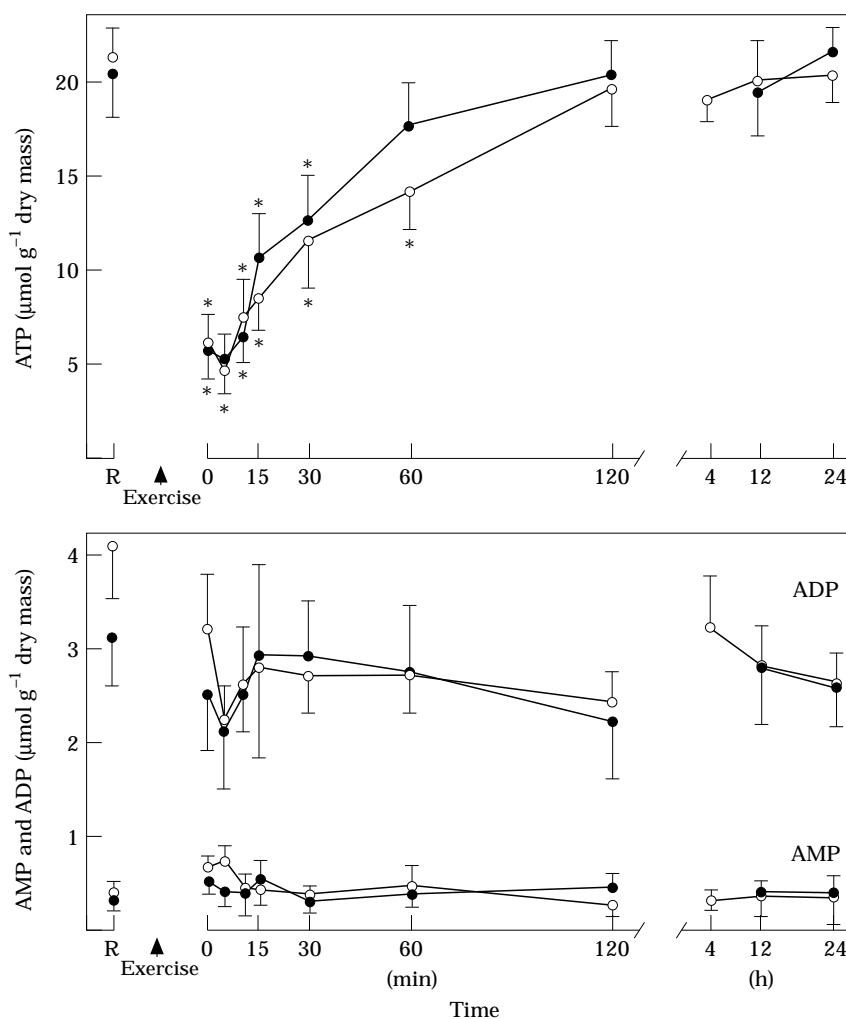 ATP (μmol g⁻¹ dry mass)
20
15
10
5
* * * * * * * * * *
R 0 15 30 60 120 4 12 24
Exercise
AMP and ADP (μmol g⁻¹ dry mass)
4
3
2
1
ADP
AMP
R 0 15 30 60 120 4 12 24
Exercise
(min) (h)
Time